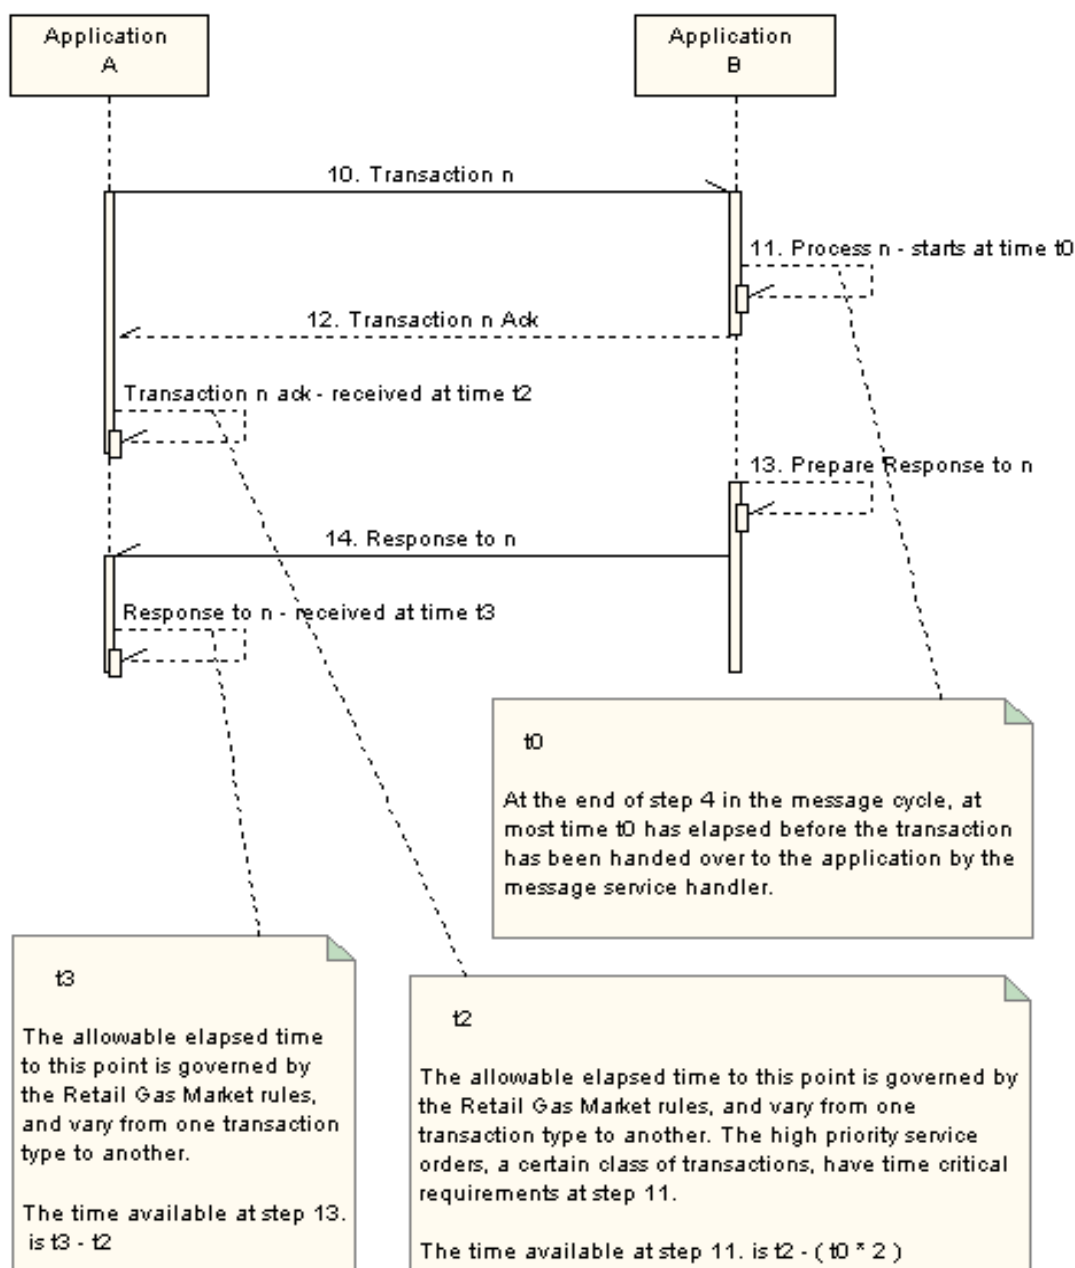 Application
A
Application
B
10. Transaction n
11. Process n - starts at time t0
12. Transaction n Ack
Transaction n ack - received at time t2
13. Prepare Response to n
14. Response to n
Response to n - received at time t3
t0
At the end of step 4 in the message cycle, at
most time t0 has elapsed before the transaction
has been handed over to the application by the
message service handler.
t3
The allowable elapsed time
to this point is governed by
the Retail Gas Market rules,
and vary from one transaction
type to another.
The time available at step 13.
is t3 - t2
t2
The allowable elapsed time to this point is governed by
the Retail Gas Market rules, and vary from one
transaction type to another. The high priority service
orders, a certain class of transactions, have time critical
requirements at step 11.
The time available at step 11. is t2 - ( t0 * 2 )